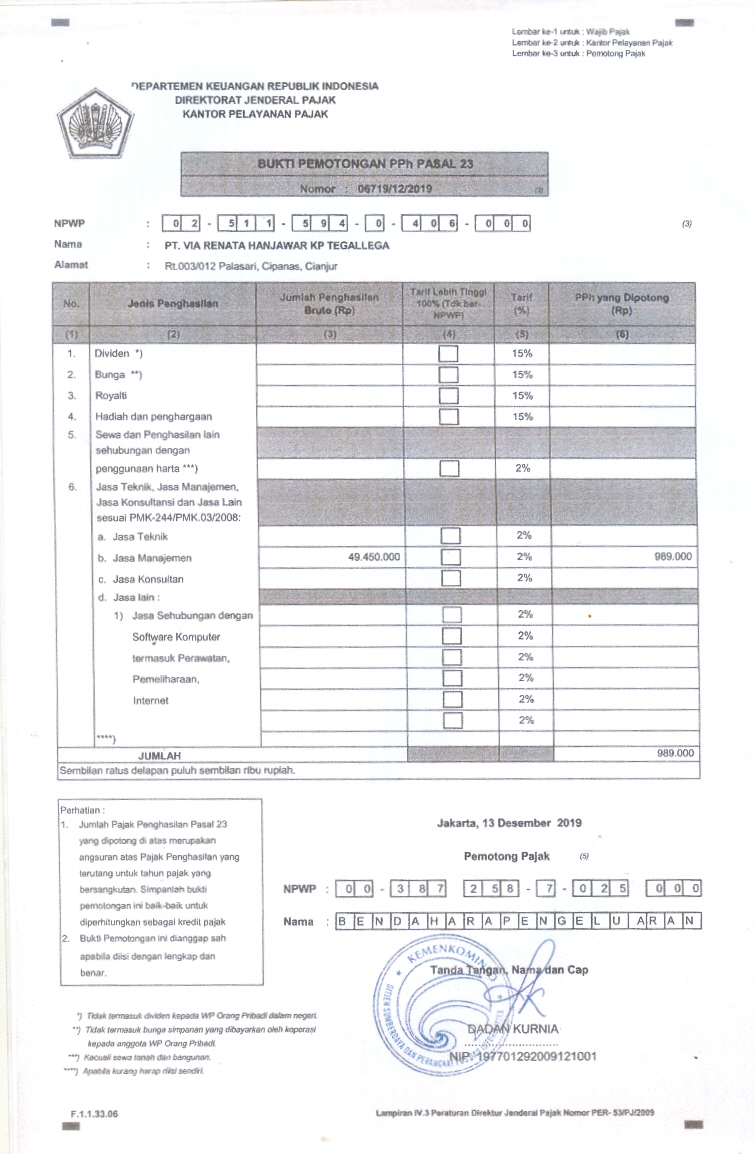 Lembar ke-1 untuk : Wajib Pajak
Lembar ke-2 untuk : Kantor Pelayanan Pajak
Lembar ke-3 untuk : Pemotong Pajak
DEPARTEMEN KEUANGAN REPUBLIK INDONESIA
DIREKTORAT JENDERAL PAJAK
KANTOR PELAYANAN PAJAK
BUKTI PEMOTONGAN PPh PASAL 23
Nomor : 06719/12/2019 (2)
NPWP : 0 2 - 5 1 1 - 5 9 4 - 0 - 4 0 6 - 0 0 0 (3)
Nama : PT. VIA RENATA HANJAWAR KP TEGALLEGA
Alamat : Rt.003/012 Palasari, Cipanas, Cianjur
No. Jenis Penghasilan Jumlah Penghasilan Bruto (Rp) Tarif Lebih Tinggi 100% (Tdk ber-NPWP) Tarif (%) PPh yang Dipotong (Rp)
(1) (2) (3) (4) (5) (6)
1. Dividen *) 15%
2. Bunga **) 15%
3. Royalti 15%
4. Hadiah dan penghargaan 15%
5. Sewa dan Penghasilan lain
sehubungan dengan
penggunaan harta ***) 2%
6. Jasa Teknik, Jasa Manajemen,
Jasa Konsultansi dan Jasa Lain
sesuai PMK-244/PMK.03/2008:
a. Jasa Teknik 2%
b. Jasa Manajemen 49.450.000 2% 989.000
c. Jasa Konsultan 2%
d. Jasa lain :
1) Jasa Sehubungan dengan 2%
Software Komputer 2%
termasuk Perawatan, 2%
Pemeliharaan, 2%
Internet 2%
2%
****)
JUMLAH 989.000
Sembilan ratus delapan puluh sembilan ribu rupiah.
Perhatian :
1. Jumlah Pajak Penghasilan Pasal 23
yang dipotong di atas merupakan
angsuran atas Pajak Penghasilan yang
terutang untuk tahun pajak yang
bersangkutan. Simpanlah bukti
pemotongan ini baik-baik untuk
diperhitungkan sebagai kredit pajak
2. Bukti Pemotongan ini dianggap sah
apabila diisi dengan lengkap dan
benar.
Jakarta, 13 Desember 2019
Pemotong Pajak (5)
NPWP : 0 0 - 3 8 7 2 5 8 - 7 - 0 2 5 0 0 0
Nama : B E N D A H A R A P E N G E L U A R A N
KEMENKOMINFO
Tanda Tangan, Nama dan Cap
DADAN KURNIA
NIP. 197701292009121001
*) Tidak termasuk dividen kepada WP Orang Pribadi dalam negeri.
**) Tidak termasuk bunga simpanan yang dibayarkan oleh koperasi
kepada anggota WP Orang Pribadi.
***) Kecuali sewa tanah dan bangunan.
****) Apabila kurang harap diisi sendiri.
F.1.1.33.06
Lampiran IV.3 Peraturan Direktur Jenderal Pajak Nomor PER- 53/PJ/2009